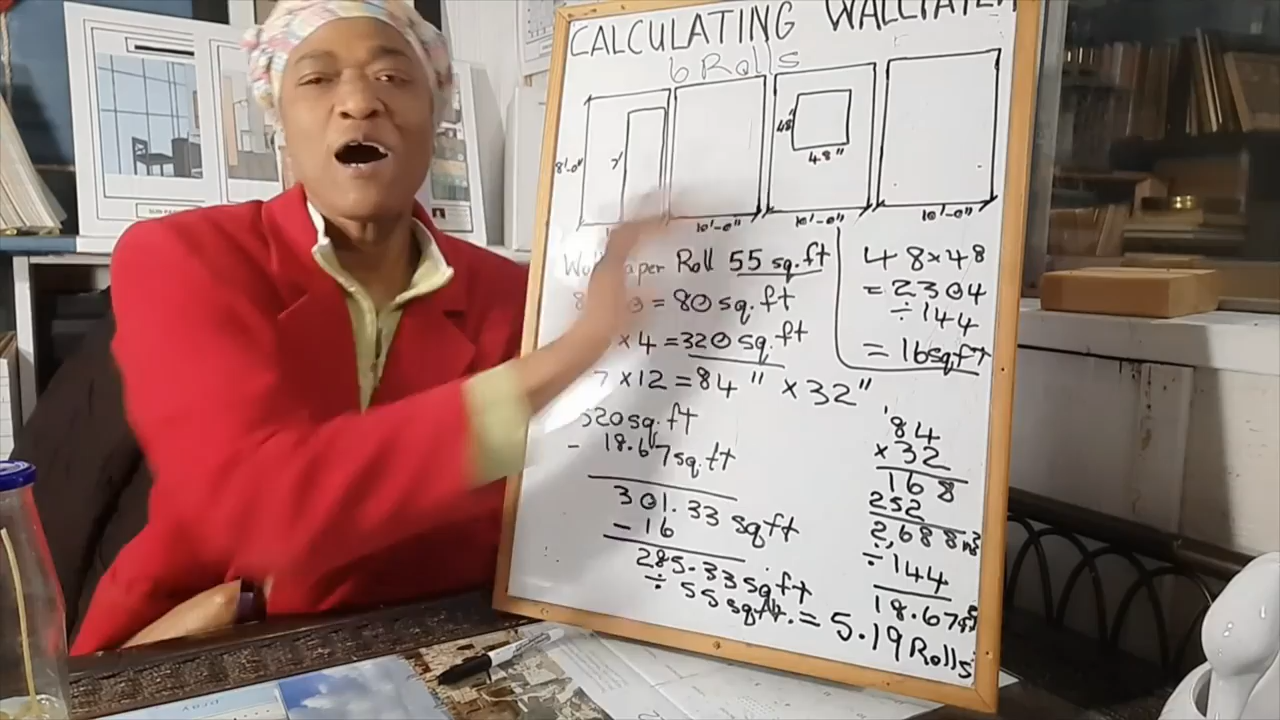 CALCULATING WALLPAPER
6 Rolls
8'-0"
7'
10'-0"
48"
48"
10'-0"
10'-0"
Roll 55 sq.ft
= 80 sq.ft
x 4 = 320 sq.ft
7 x 12 = 84" x 32"
320 sq.ft
- 18.67 sq.ft
301.33 sq ft
- 16
285.33 sq ft
÷ 55 sq ft. = 5.19 Rolls
48x48
= 2304
÷ 144
= 16 sq ft
84
x 32
168
252
2,688
÷ 144
18.67